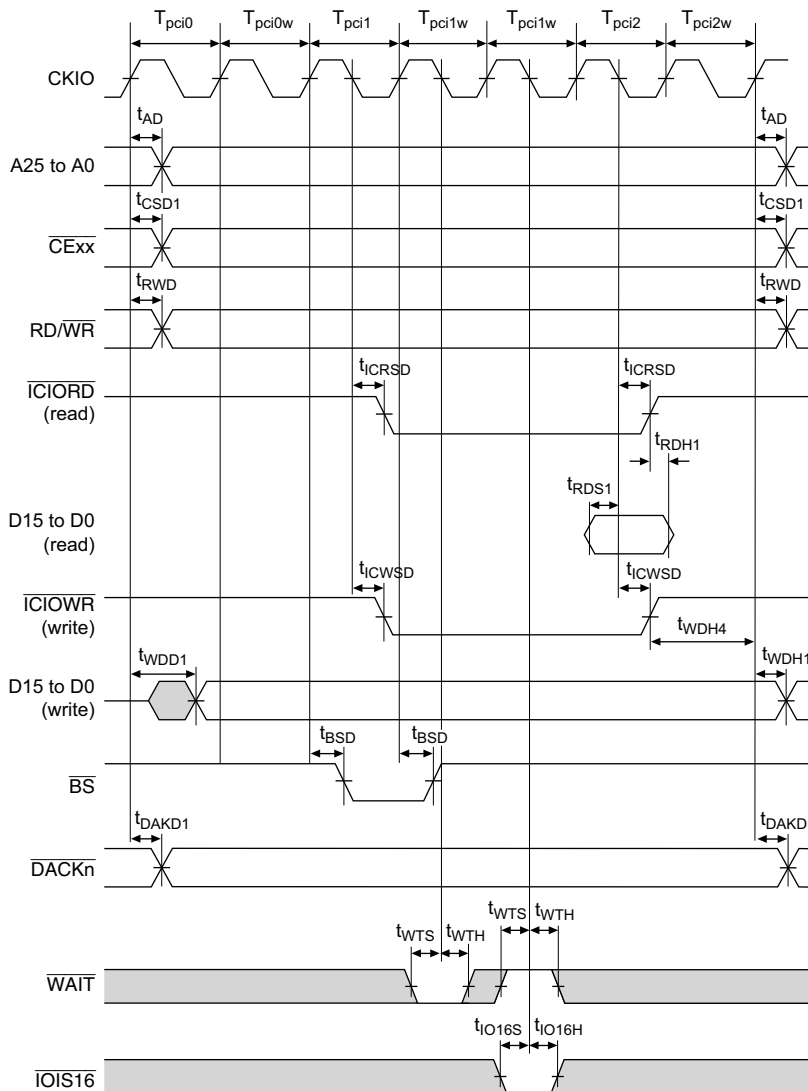 Tpci0 Tpci0w Tpci1 Tpci1w Tpci1w Tpci2 Tpci2w
CKIO
tAD tAD
A25 to A0
tCSD1 tCSD1
CExx
tRWD tRWD
RD/WR
tICRSD tICRSD
ICIORD
(read)
tRDH1
tRDS1
D15 to D0
(read)
tICWSD tICWSD
ICIOWR
(write)
tWDH4
tWDD1 tWDH1
D15 to D0
(write)
tBSD tBSD
BS
tDAKD1 tDAKD
DACKn
tWTS tWTH
tWTS tWTH
WAIT
tIO16S tIO16H
IOIS16